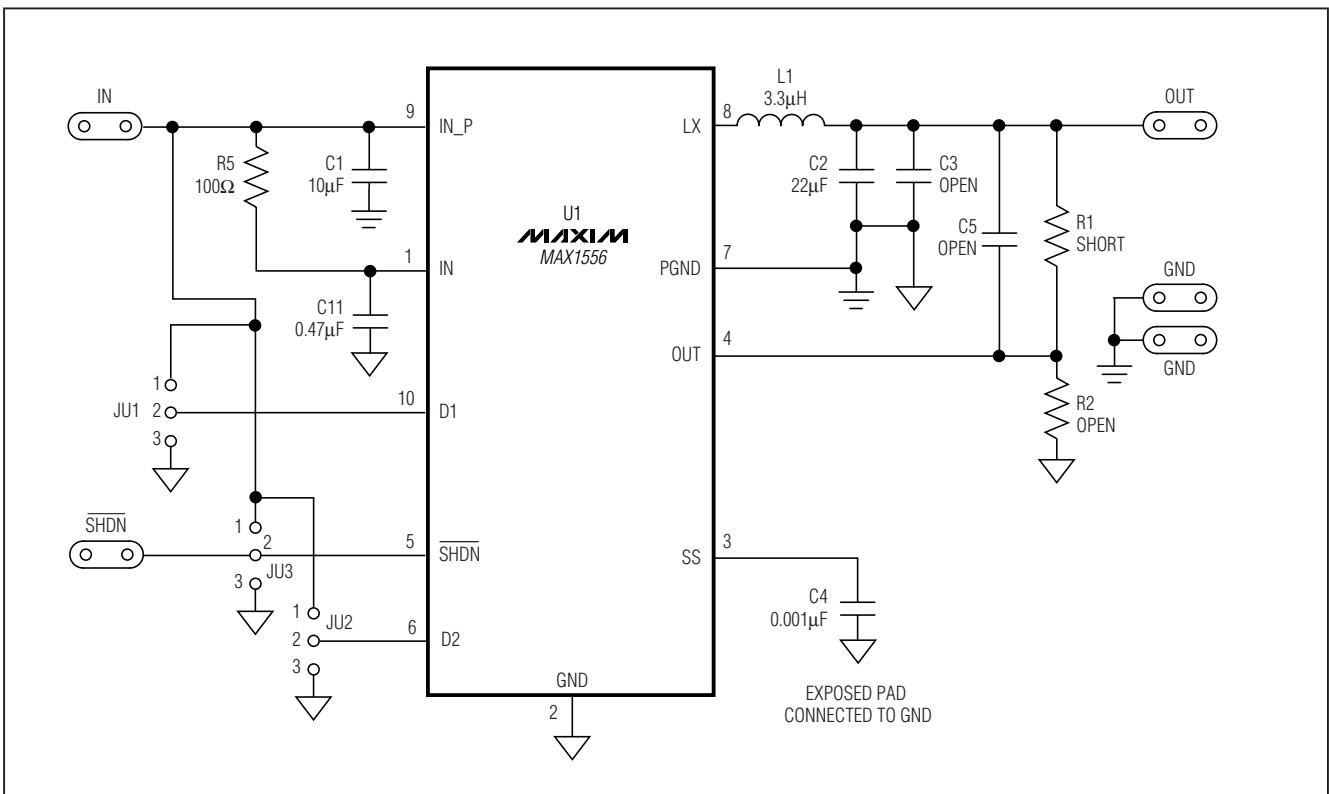 IN
R5
100Ω
C1
10µF
9
IN_P
1
IN
C11
0.47µF
JU1
1
2
3
10
D1
SHDN
1
2
3
JU3
5
SHDN
1
2
3
JU2
6
D2
U1
MAXIM
MAX1556
GND
2
LX
8
L1
3.3µH
C2
22µF
C3
OPEN
PGND
7
C5
OPEN
R1
SHORT
OUT
OUT
4
R2
OPEN
GND
GND
SS
3
C4
0.001µF
EXPOSED PAD
CONNECTED TO GND